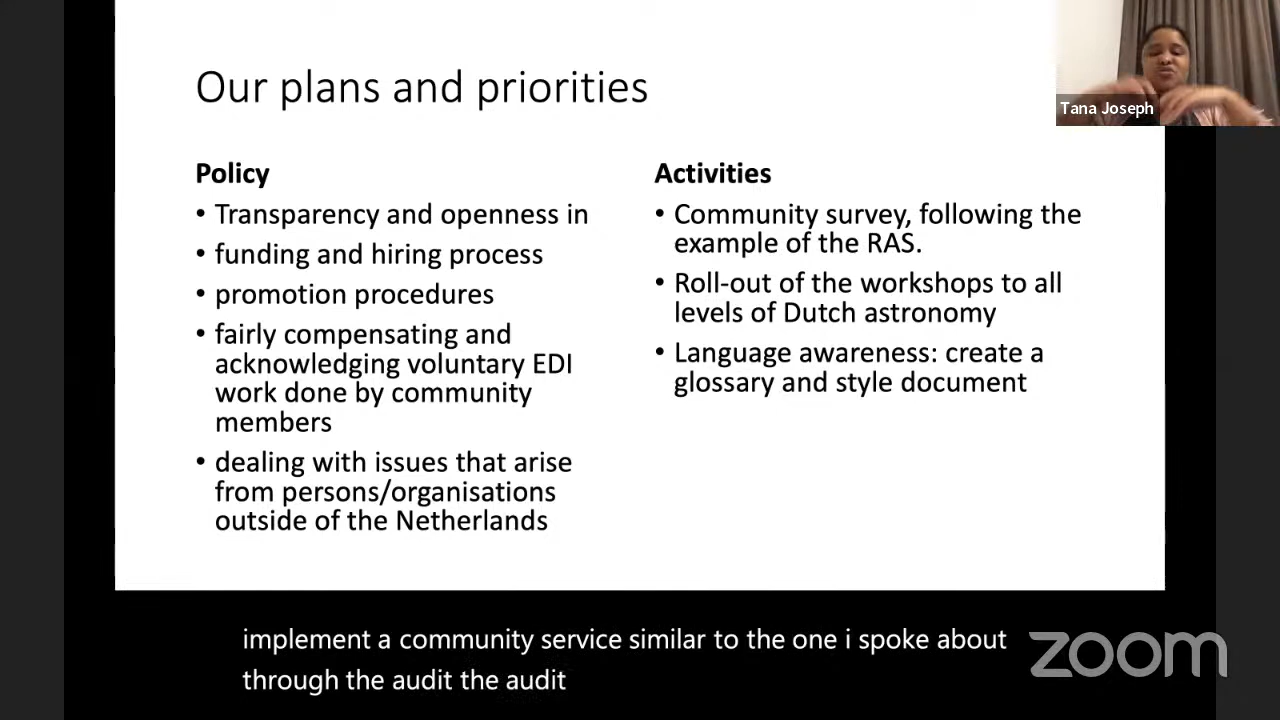 Our plans and priorities
Tana Joseph
Policy
• Transparency and openness in
• funding and hiring process
• promotion procedures
• fairly compensating and
acknowledging voluntary EDI
work done by community
members
• dealing with issues that arise
from persons/organisations
outside of the Netherlands
Activities
• Community survey, following the
example of the RAS.
• Roll-out of the workshops to all
levels of Dutch astronomy
• Language awareness: create a
glossary and style document
implement a community service similar to the one i spoke about
through the audit the audit
zoom